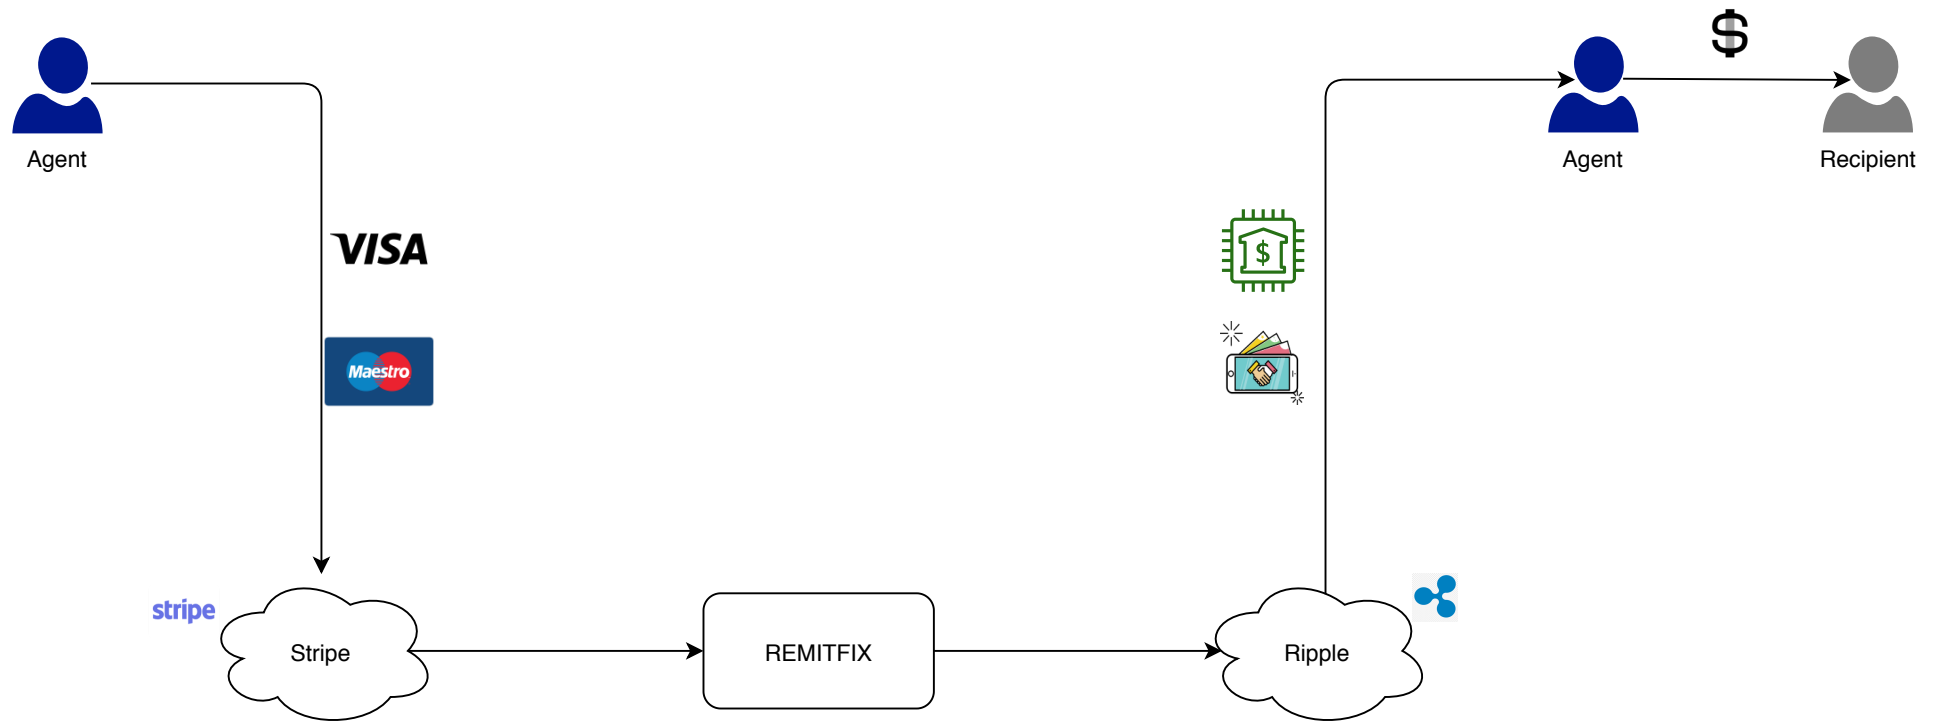 $
Agent
Agent
Recipient
VISA
$
Maestro
stripe
Stripe
REMITFIX
Ripple